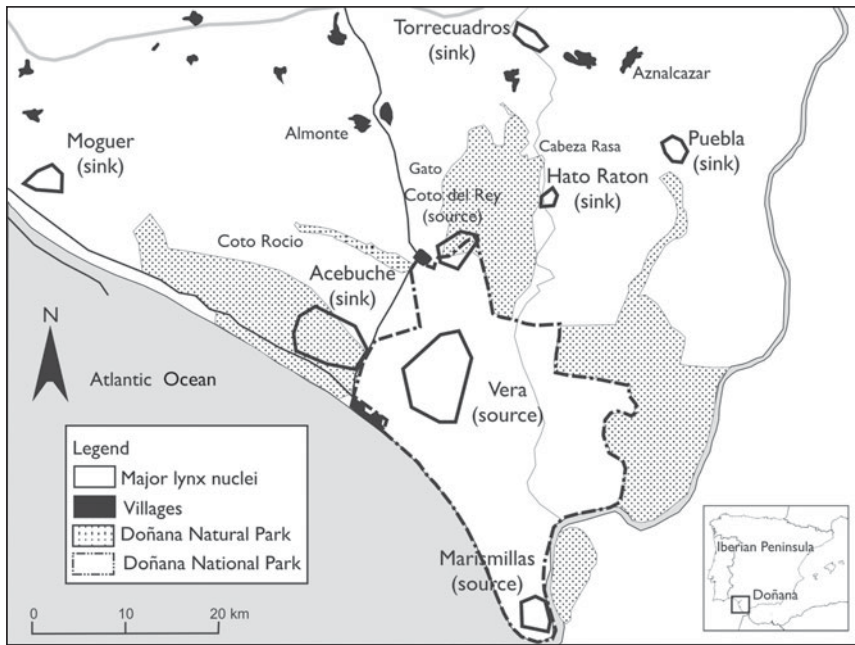 Torrecuadros
(sink)
Aznalcazar
Almonte
Moguer
(sink)
Cabeza Rasa
Puebla
(sink)
Gato
Hato Raton
(sink)
Coto del Rey
(source)
Coto Rocio
Acebuche
(sink)
N
Atlantic Ocean
Vera
(source)
Legend
Major lynx nuclei
Villages
Doñana Natural Park
Doñana National Park
Marismillas
(source)
Iberian Peninsula
Doñana
0 10 20 km